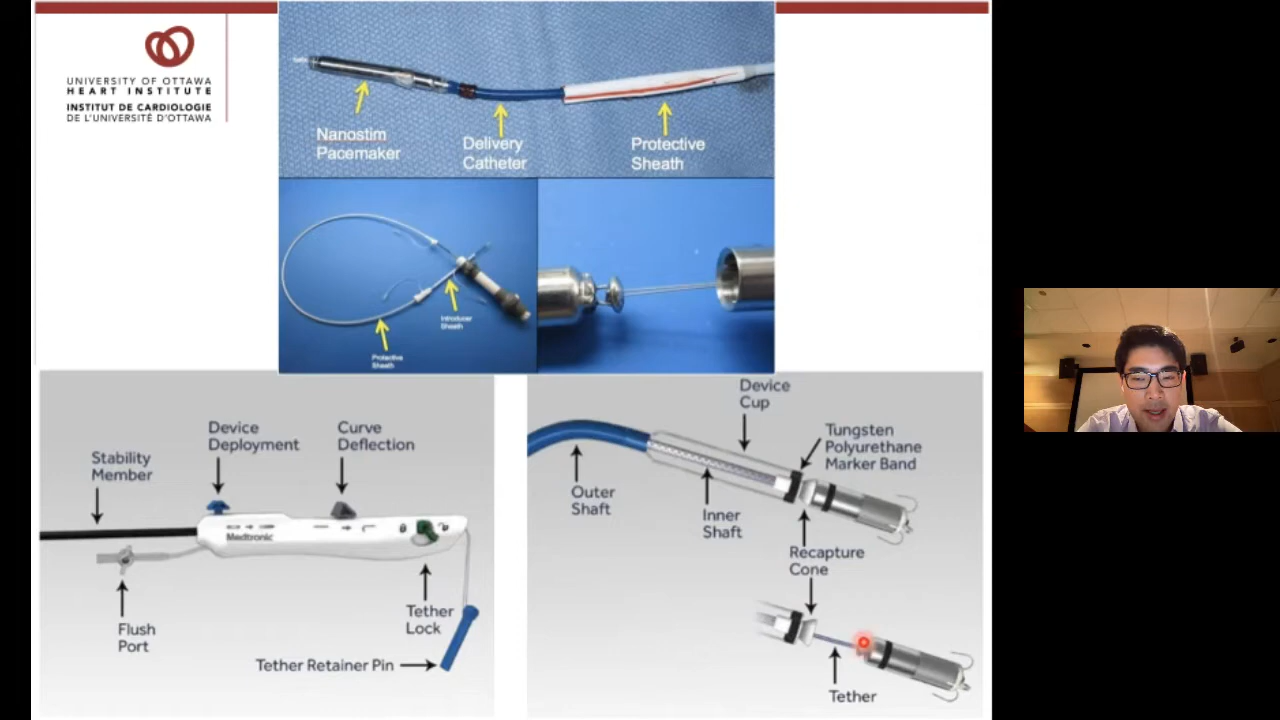 UNIVERSITY OF OTTAWA
HEART INSTITUTE
INSTITUT DE CARDIOLOGIE
DE L'UNIVERSITÉ D'OTTAWA
Nanostim
Pacemaker
Delivery
Catheter
Protective
Sheath
Introducer
Sheath
Protective
Sheath
Stability
Member
Device
Deployment
Curve
Deflection
Medtronic
Flush
Port
Tether
Lock
Tether Retainer Pin
Device
Cup
Tungsten
Polyurethane
Marker Band
Outer
Shaft
Inner
Shaft
Recapture
Cone
Tether